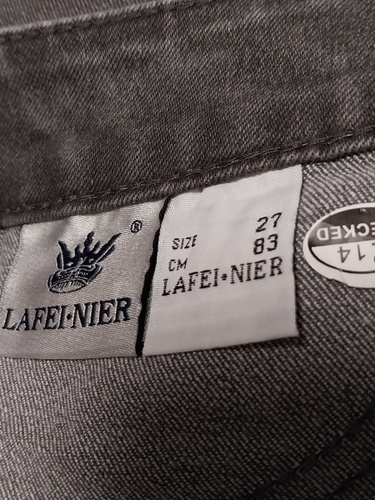 ®
LAFEI·NIER
SIZE 27
CM 83
LAFEI·NIER
214